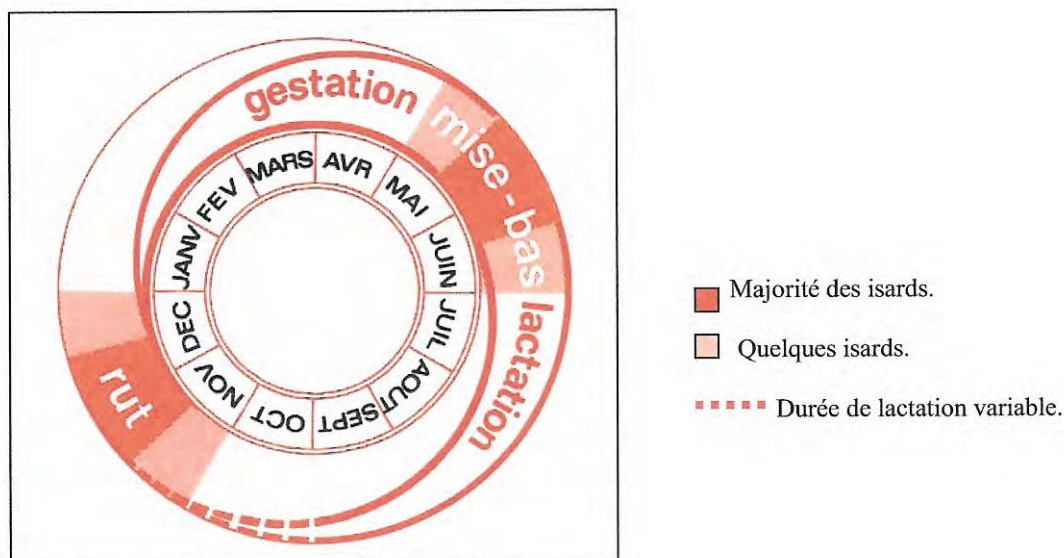 gestation
mise-bas
lactation
rut
JANV
FEV
MARS
AVR
MAI
JUIN
JUIL
AOUT
SEPT
OCT
NOV
DEC
Majorité des isards.
Quelques isards.
Durée de lactation variable.